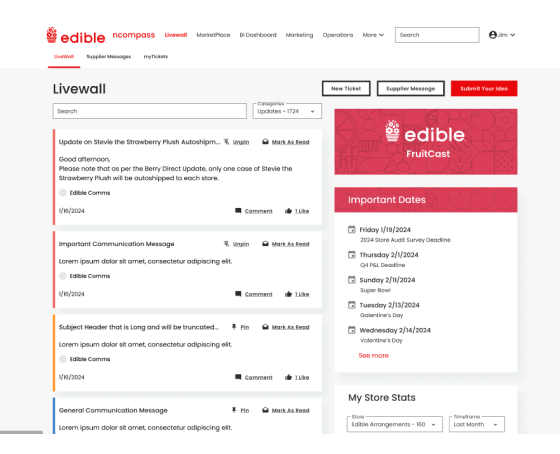 edible ncompass Livewall MarketPlace BI Dashboard Marketing Operations More Search Jim
LiveWall Supplier Messages myTickets
Livewall
New Ticket Supplier Message Submit Your Idea
Search
Categories
Updates - 1724
Update on Stevie the Strawberry Plush Autoshipm... Unpin Mark As Read
Good afternoon,
Please note that as per the Berry Direct Update, only one case of Stevie the
Strawberry Plush will be autoshipped to each store.
Edible Comms
1/16/2024 Comment 1 Like
Important Communication Message Unpin Mark As Read
Lorem ipsum dolor sit amet, consectetur adipiscing elit.
Edible Comms
1/16/2024 Comment 1 Like
Subject Header that is Long and will be truncated... Pin Mark As Read
Lorem ipsum dolor sit amet, consectetur adipiscing elit.
Edible Comms
1/16/2024 Comment 1 Like
General Communication Message Pin Mark As Read
Lorem ipsum dolor sit amet, consectetur adipiscing elit.
edible
FruitCast
Important Dates
Friday 1/19/2024
2024 Store Audit Survey Deadline
Thursday 2/1/2024
Q4 P&L Deadline
Sunday 2/11/2024
Super Bowl
Tuesday 2/13/2024
Galentine's Day
Wednesday 2/14/2024
Valentine's Day
See more
My Store Stats
Store
Edible Arrangements - 160
Timeframe
Last Month